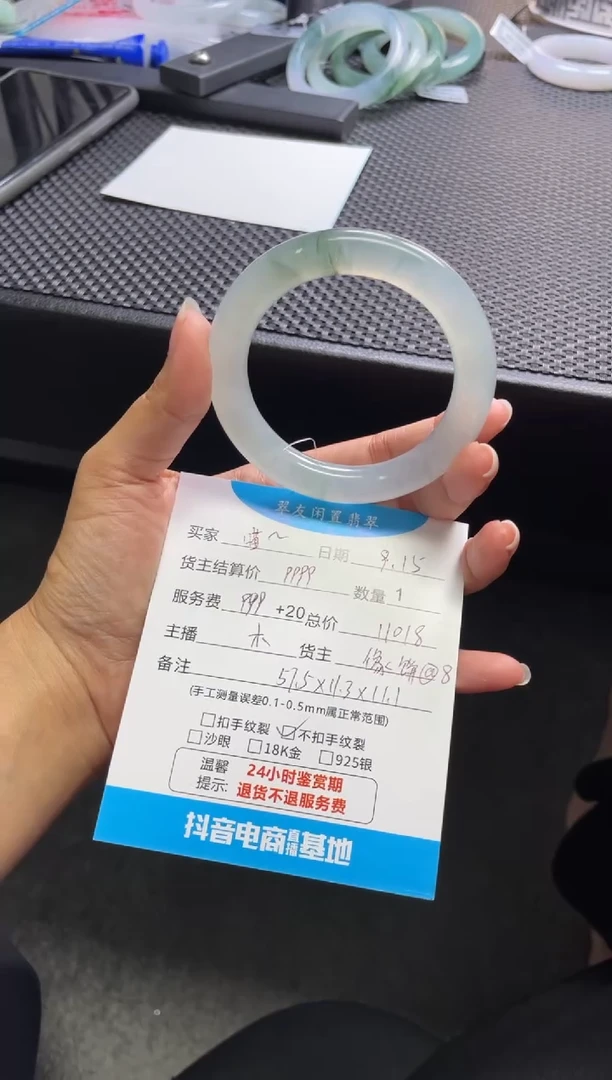 翠友闲置翡翠
买家 日期 9.15
货主结算价 9999 数量 1
服务费 999 +20 总价 11018
主播 木 货主
备注 57.5×11.3×11.1
(手工测量误差0.1-0.5mm属正常范围)
□扣手纹裂 ☑不扣手纹裂
□沙眼 □18K金 □925银
温馨提示: 24小时鉴赏期
退货不退服务费
抖音电商直播基地